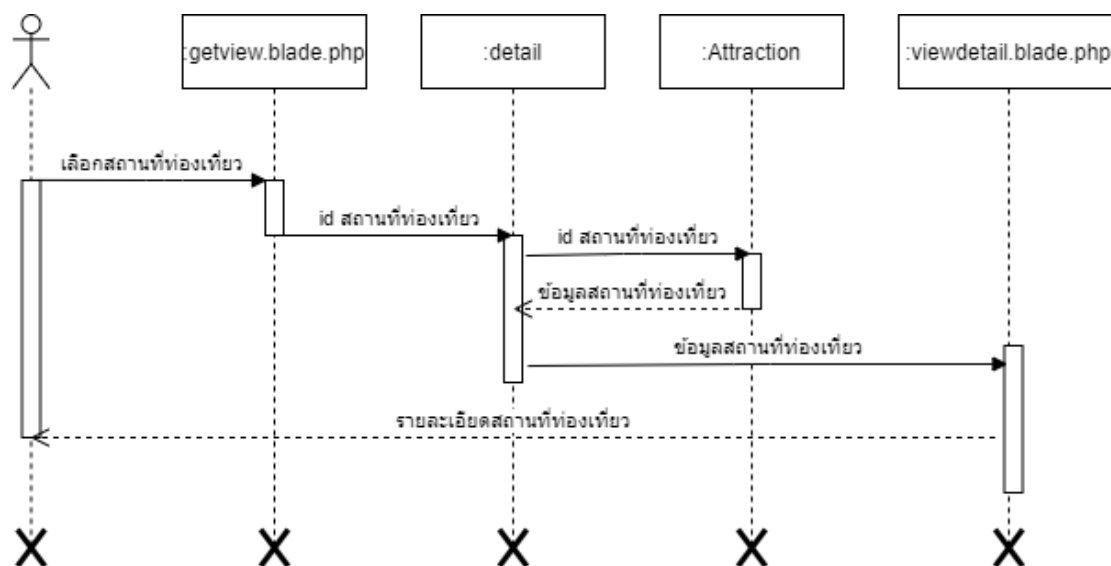 :getview.blade.php
:detail
:Attraction
:viewdetail.blade.php
เลือกสถานที่ท่องเที่ยว
id สถานที่ท่องเที่ยว
id สถานที่ท่องเที่ยว
ข้อมูลสถานที่ท่องเที่ยว
ข้อมูลสถานที่ท่องเที่ยว
รายละเอียดสถานที่ท่องเที่ยว